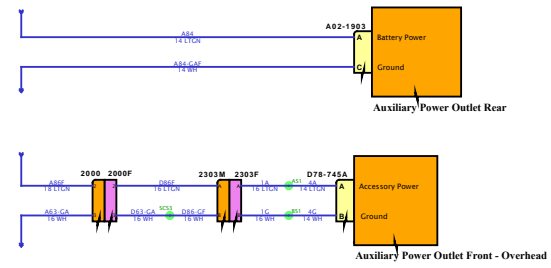 A02-1903
A84
14 LTGN
A Battery Power
A84-GAF
14 WH
C Ground
Auxiliary Power Outlet Rear
2000 2000F 2303M 2303F D78-745A
A86F
18 LTGN
D86F
16 LTGN
1A
16 LTGN
AS1
4A
14 LTGN
A Accessory Power
A63-GA
16 WH
D63-GA
16 WH
SC53
D86-GF
16 WH
1G
16 WH
BS1
4G
14 WH
B Ground
Auxiliary Power Outlet Front - Overhead